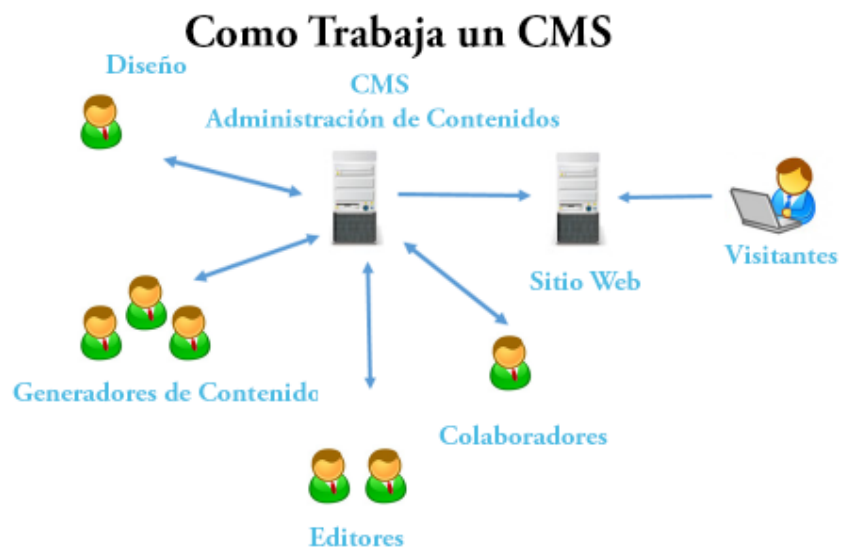 Como Trabaja un CMS
Diseño
CMS
Administración de Contenidos
Sitio Web
Visitantes
Generadores de Contenido
Colaboradores
Editores